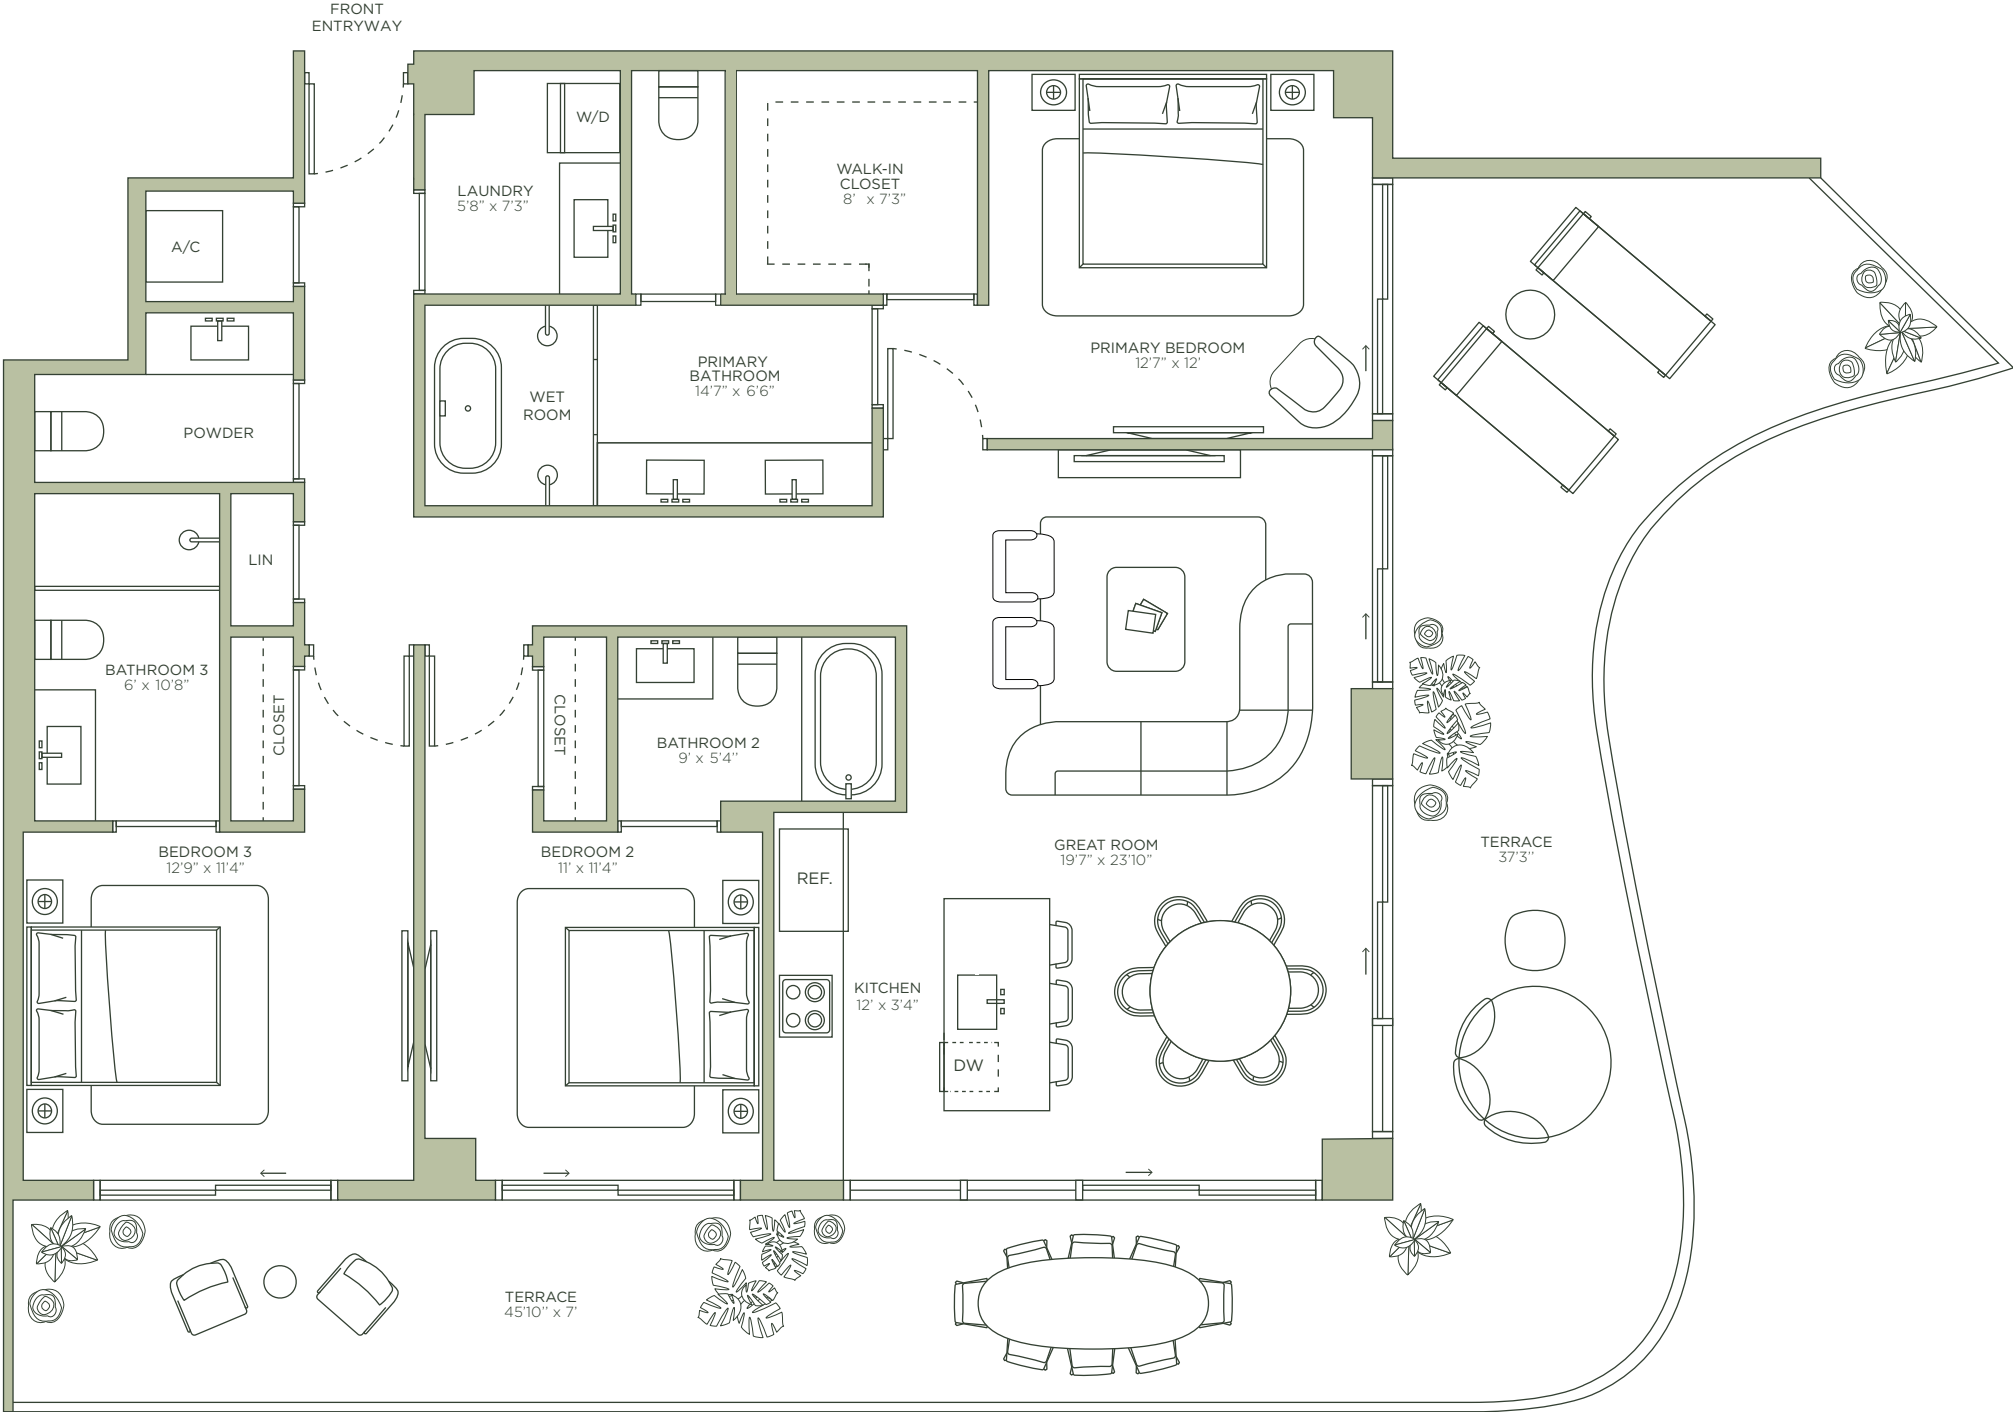 FRONT
ENTRYWAY
W/D
LAUNDRY
5'8" x 7'3"
WALK-IN
CLOSET
8' x 7'3"
A/C
PRIMARY BEDROOM
12'7" x 12'
PRIMARY
BATHROOM
14'7" x 6'6"
WET
ROOM
POWDER
LIN
BATHROOM 3
6' x 10'8"
CLOSET
CLOSET
BATHROOM 2
9' x 5'4''
BEDROOM 3
12'9" x 11'4"
BEDROOM 2
11' x 11'4"
REF.
GREAT ROOM
19'7" x 23'10"
TERRACE
37'3''
KITCHEN
12' x 3'4"
DW
TERRACE
45'10'' x 7'